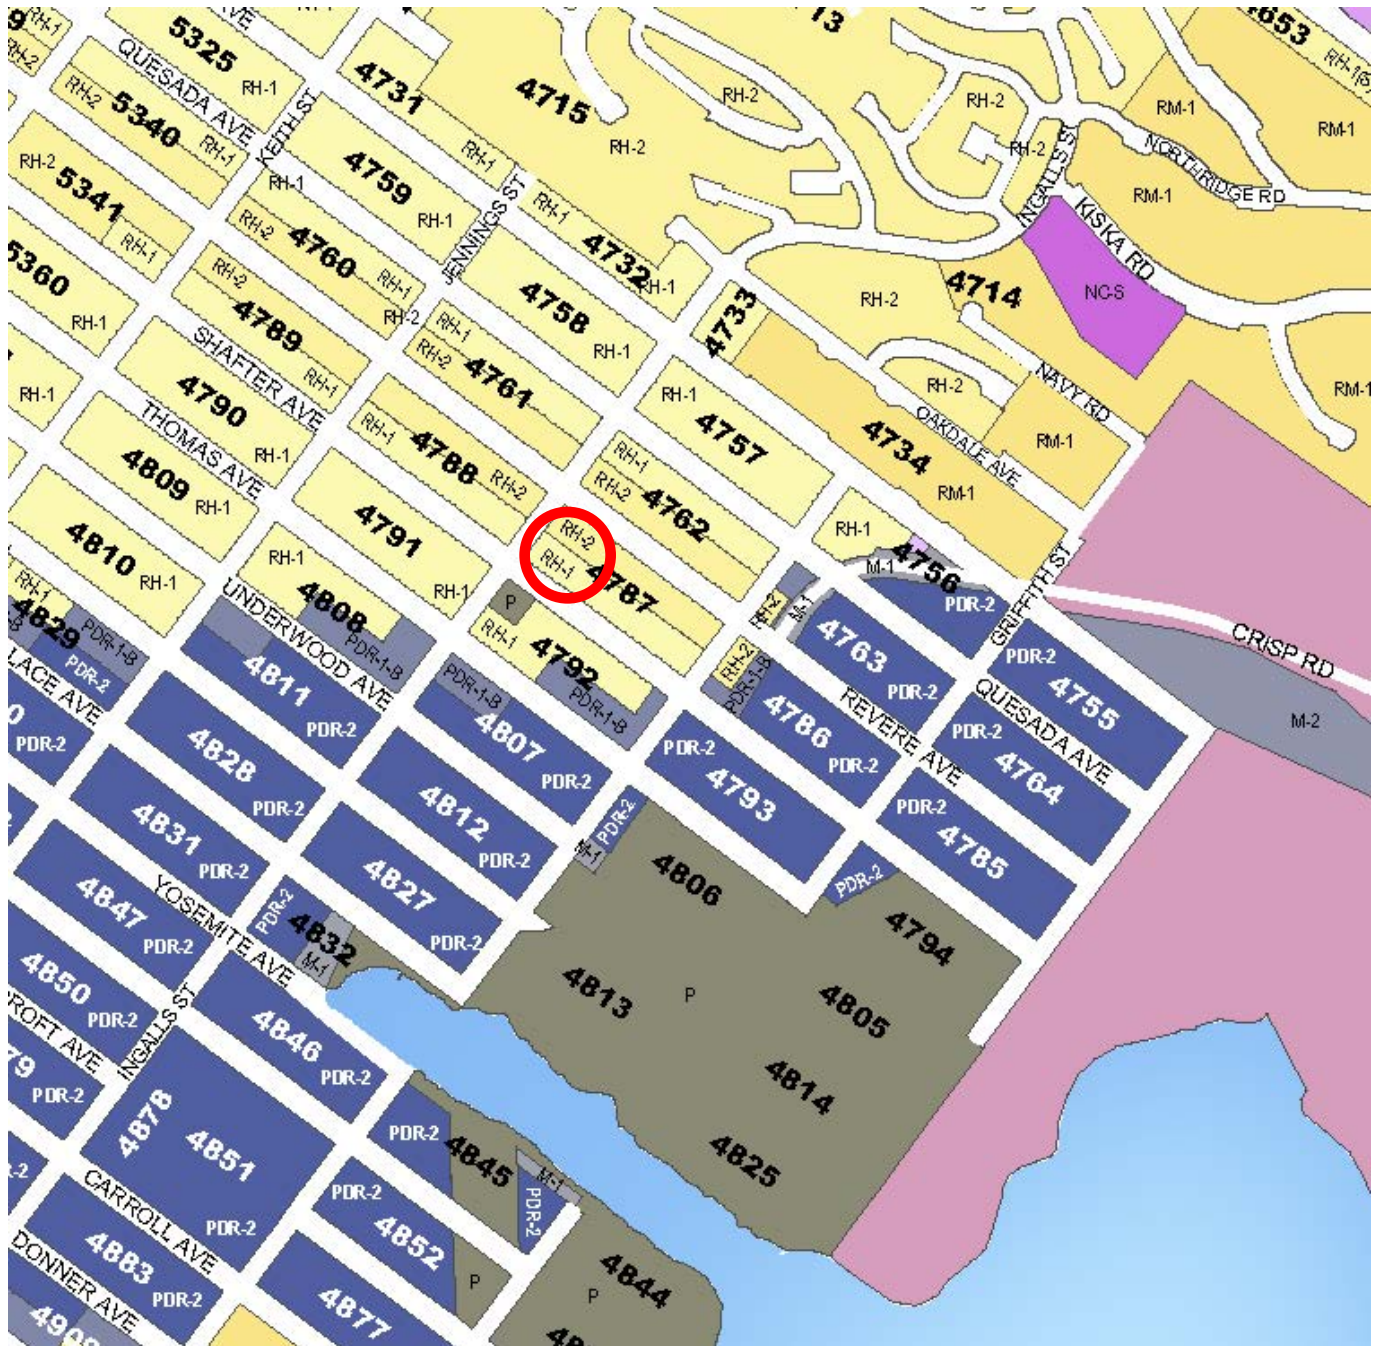 5325
QUESADA AVE
RH-1
RH-2
5340
RH-1
RH-2
5341
RH-1
5360
RH-1
RH-1
KEITH ST
4731
4715
RH-2
RH-2
RH-1
4759
RH-1
RH-1
JENNINGS ST
RH-1
4732
RH-1
RH-2
4760
RH-1
RH-2
4758
RH-1
4733
RH-2
4714
NC-S
KISKA RD
INGALLS ST
RH-2
RH-2
RM-1
RM-1
NORTHRIDGE RD
RM-1
4653
RH-1
RM-1
RH-2
4789
RH-1
SHAFTER AVE
4790
RH-1
THOMAS AVE
4809
RH-1
4810
RH-1
RH-1
RH-2
4761
RH-1
4757
4734
RM-1
RH-2
OAKDALE AVE
NAVY RD
RM-1
RH-1
4788
RH-2
RH-1
RH-2
4762
RH-2
RH-1
4787
4791
RH-1
P
RH-1
4792
PDR-1-B
RH-1
4808
PDR-1-B
UNDERWOOD AVE
RH-1
4829
PDR-1-B
PDR-2
LACE AVE
PDR-2
4811
PDR-2
PDR-1-B
4807
PDR-2
RH-1
4756
M-1
PDR-2
RH-2
M-1
4763
PDR-2
RH-2
PDR-1-B
4786
PDR-2
REVERE AVE
GRIFFITH ST
PDR-2
4755
QUESADA AVE
CRISP RD
M-2
PDR-2
4764
PDR-2
4785
PDR-2
4793
4828
PDR-2
4812
PDR-2
4831
PDR-2
4827
PDR-2
PDR-2
M-1
4806
PDR-2
4794
4847
PDR-2
YOSEMITE AVE
PDR-2
4832
M-1
4813
P
4805
4850
PDR-2
INGALLS ST
ROFT AVE
79
PDR-2
4846
PDR-2
4814
4825
4878
4851
PDR-2
PDR-2
4845
M-1
PDR-2
CARROLL AVE
PDR-2
4852
P
4883
PDR-2
DONNER AVE
4877
4844
P